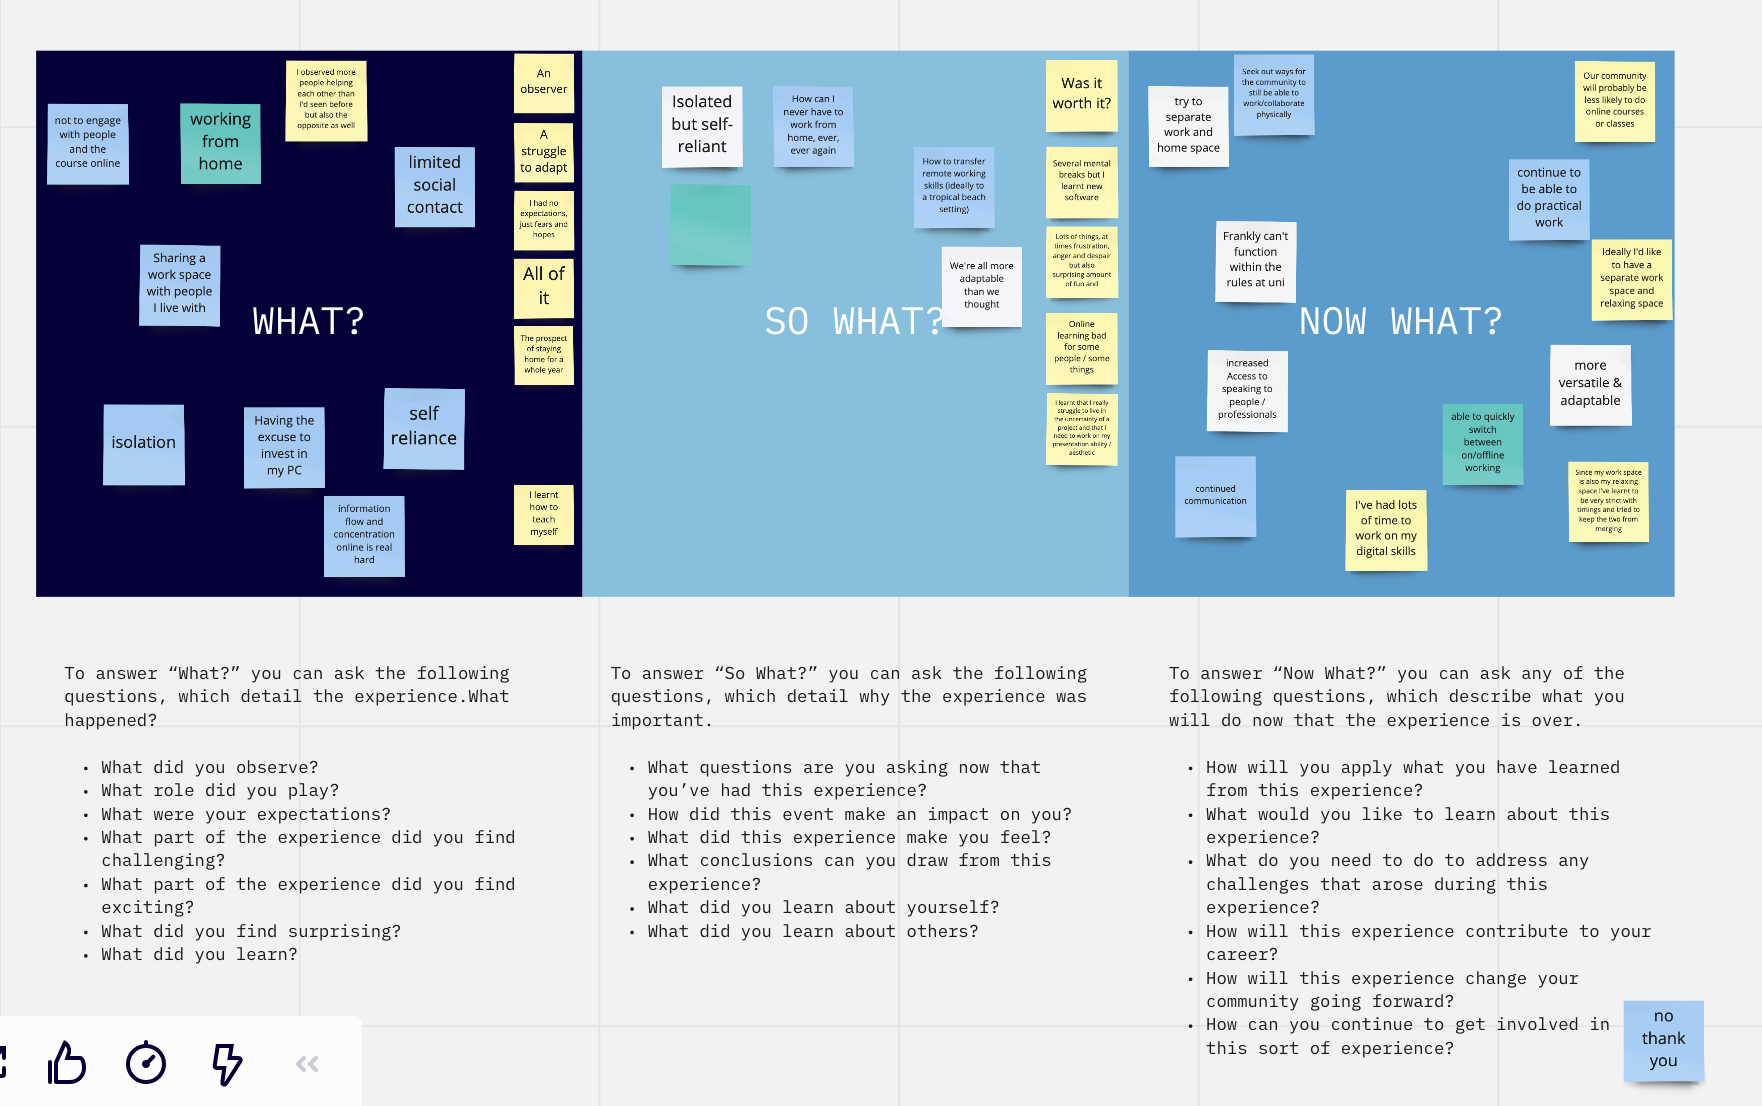 not to engage
with people
and the
course online
working
from
home
I observed more
people helping
each other than
I'd seen before
but also the
opposite as well
limited
social
contact
Sharing a
work space
with people
I live with
WHAT?
isolation
Having the
excuse to
invest in
my PC
self
reliance
information
flow and
concentration
online is real
hard
An
observer
A
struggle
to adapt
I had no
expectations,
just fears and
hopes
All of
it
The prospect
of staying
home for a
whole year
I learnt
how to
teach
myself
Isolated
but self-
reliant
How can I
never have to
work from
home, ever,
ever again
How to transfer
remote working
skills (ideally to
a tropical beach
setting)
We're all more
adaptable
than we
thought
SO WHAT?
Was it
worth it?
Several mental
breaks but I
learnt new
software
Lots of things, at
times frustration,
anger and despair
but also
surprising amount
of fun and
Online
learning bad
for some
people / some
things
I learnt that I really
struggle to live in
the uncertainty of a
project and that I
need to work on my
presentation ability /
aesthetic
try to
separate
work and
home space
Seek out ways for
the community to
still be able to
work/collaborate
physically
Our community
will probably be
less likely to do
online courses
or classes
continue to
be able to
do practical
work
Frankly can't
function
within the
rules at uni
Ideally I'd like
to have a
separate work
space and
relaxing space
NOW WHAT?
increased
Access to
speaking to
people /
professionals
more
versatile &
adaptable
able to quickly
switch
between
on/offline
working
continued
communication
I've had lots
of time to
work on my
digital skills
Since my work space
is also my relaxing
space I've learnt to
be very strict with
timings and tried to
keep the two from
merging
To answer “What?” you can ask the following
questions, which detail the experience.What
happened?
• What did you observe?
• What role did you play?
• What were your expectations?
• What part of the experience did you find
challenging?
• What part of the experience did you find
exciting?
• What did you find surprising?
• What did you learn?
To answer “So What?” you can ask the following
questions, which detail why the experience was
important.
• What questions are you asking now that
you’ve had this experience?
• How did this event make an impact on you?
• What did this experience make you feel?
• What conclusions can you draw from this
experience?
• What did you learn about yourself?
• What did you learn about others?
To answer “Now What?” you can ask any of the
following questions, which describe what you
will do now that the experience is over.
• How will you apply what you have learned
from this experience?
• What would you like to learn about this
experience?
• What do you need to do to address any
challenges that arose during this
experience?
• How will this experience contribute to your
career?
• How will this experience change your
community going forward?
• How can you continue to get involved in
this sort of experience?
no
thank
you